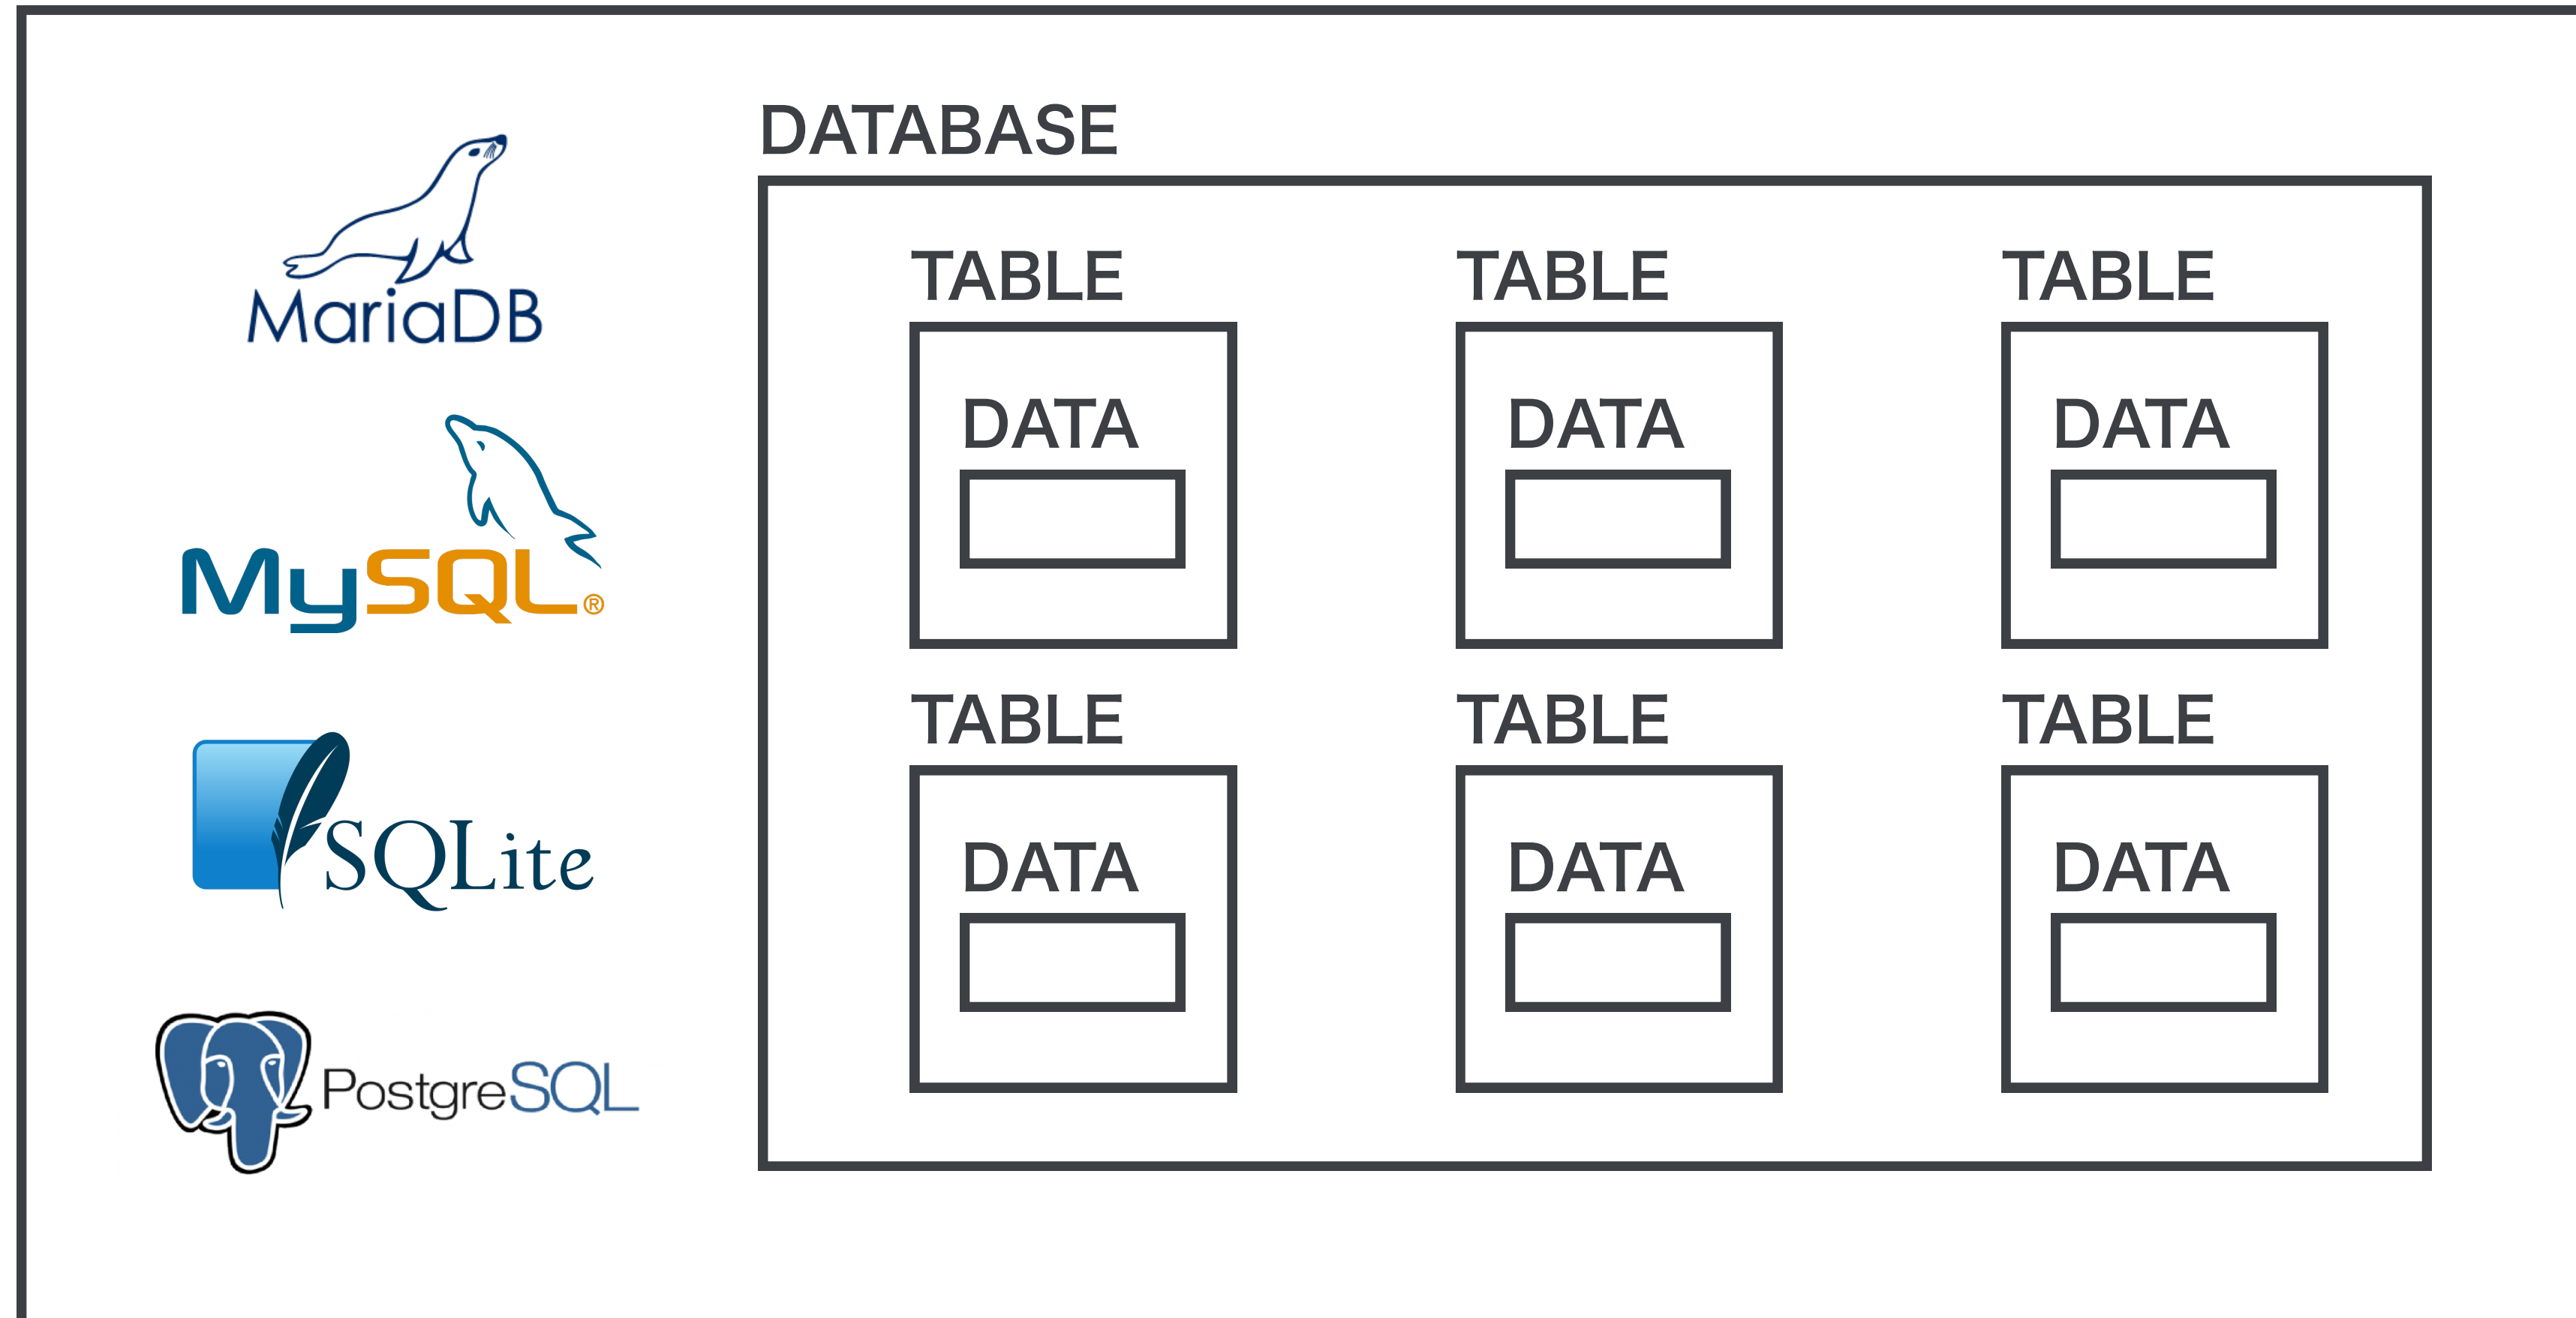 MariaDB
MySQL®
SQLite
PostgreSQL
DATABASE
TABLE TABLE TABLE
DATA DATA DATA
TABLE TABLE TABLE
DATA DATA DATA